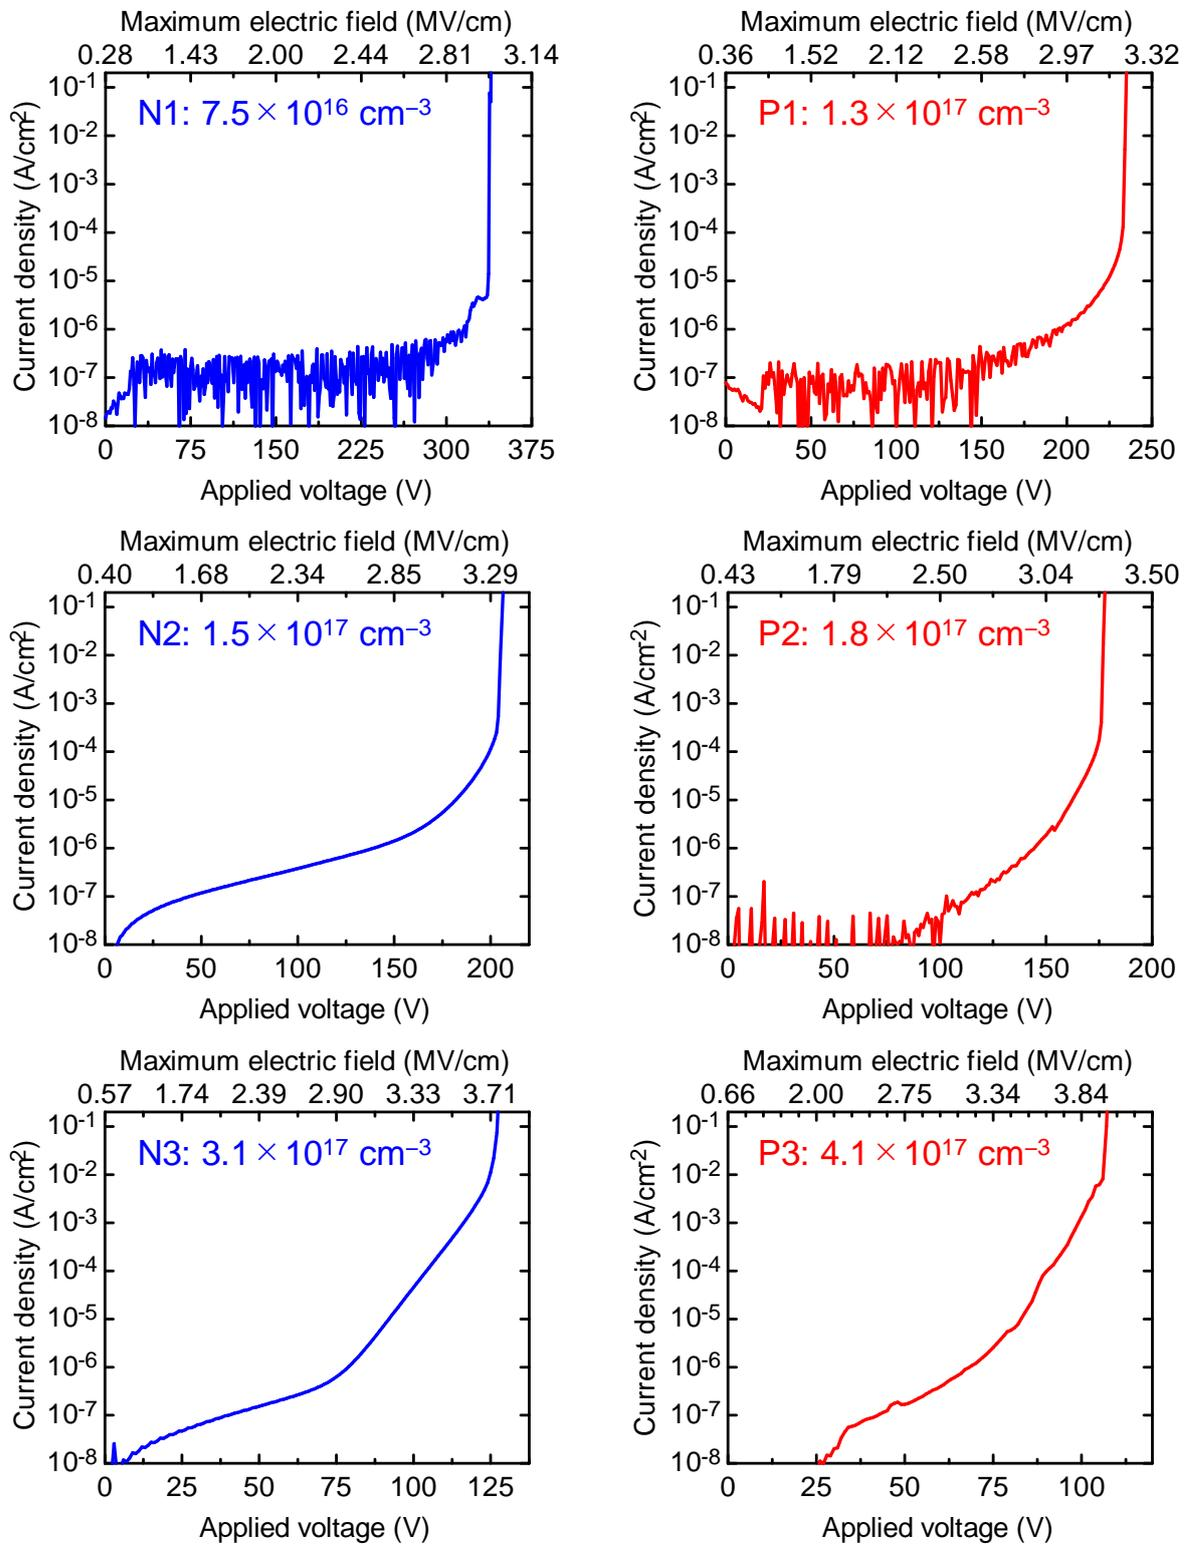 Maximum electric field (MV/cm)
0.28 1.43 2.00 2.44 2.81 3.14
N1: 7.5×10¹⁶ cm⁻³
Current density (A/cm²)
10⁻¹
10⁻²
10⁻³
10⁻⁴
10⁻⁵
10⁻⁶
10⁻⁷
10⁻⁸
0 75 150 225 300 375
Applied voltage (V)
Maximum electric field (MV/cm)
0.36 1.52 2.12 2.58 2.97 3.32
P1: 1.3×10¹⁷ cm⁻³
Current density (A/cm²)
10⁻¹
10⁻²
10⁻³
10⁻⁴
10⁻⁵
10⁻⁶
10⁻⁷
10⁻⁸
0 50 100 150 200 250
Applied voltage (V)
Maximum electric field (MV/cm)
0.40 1.68 2.34 2.85 3.29
N2: 1.5×10¹⁷ cm⁻³
Current density (A/cm²)
10⁻¹
10⁻²
10⁻³
10⁻⁴
10⁻⁵
10⁻⁶
10⁻⁷
10⁻⁸
0 50 100 150 200
Applied voltage (V)
Maximum electric field (MV/cm)
0.43 1.79 2.50 3.04 3.50
P2: 1.8×10¹⁷ cm⁻³
Current density (A/cm⁻²)
10⁻¹
10⁻²
10⁻³
10⁻⁴
10⁻⁵
10⁻⁶
10⁻⁷
10⁻⁸
0 50 100 150 200
Applied voltage (V)
Maximum electric field (MV/cm)
0.57 1.74 2.39 2.90 3.33 3.71
N3: 3.1×10¹⁷ cm⁻³
Current density (A/cm²)
10⁻¹
10⁻²
10⁻³
10⁻⁴
10⁻⁵
10⁻⁶
10⁻⁷
10⁻⁸
0 25 50 75 100 125
Applied voltage (V)
Maximum electric field (MV/cm)
0.66 2.00 2.75 3.34 3.84
P3: 4.1×10¹⁷ cm⁻³
Current density (A/cm⁻²)
10⁻¹
10⁻²
10⁻³
10⁻⁴
10⁻⁵
10⁻⁶
10⁻⁷
10⁻⁸
0 25 50 75 100
Applied voltage (V)